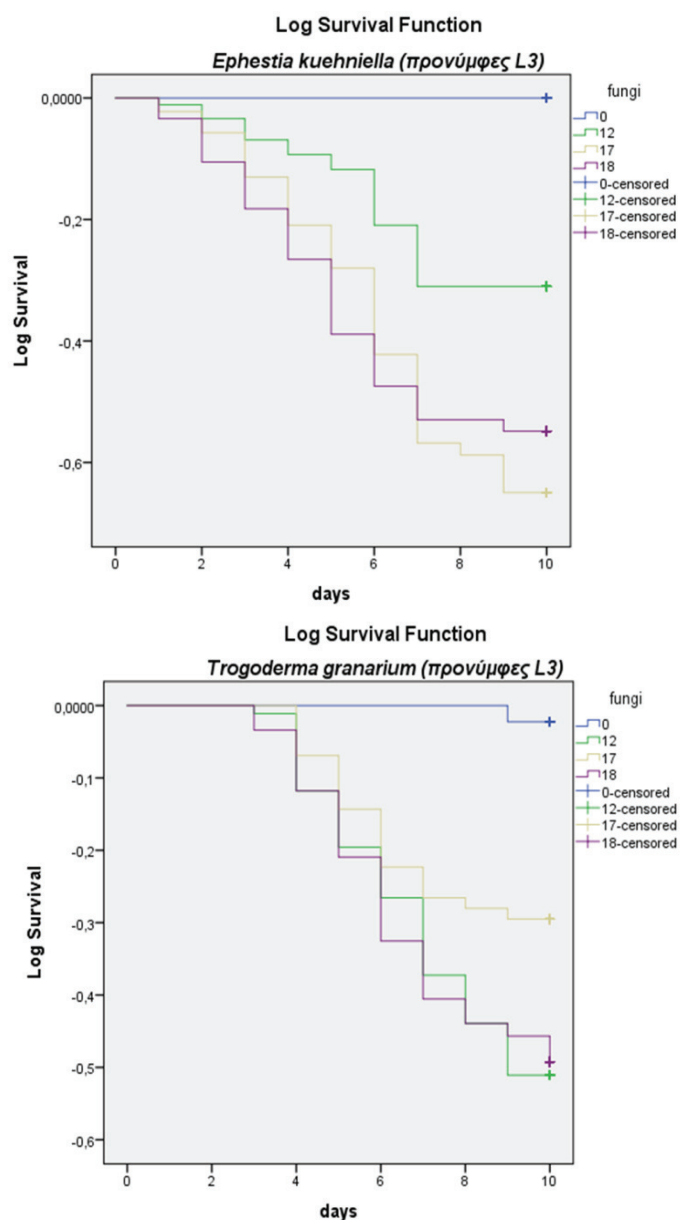 Log Survival Function
Ephestia kuehniella (προνύμφες L3)
fungi
0
12
17
18
0-censored
12-censored
17-censored
18-censored
0,0000
-0,2
-0,4
-0,6
Log Survival
0 2 4 6 8 10
days
Log Survival Function
Trogoderma granarium (προνύμφες L3)
fungi
0
12
17
18
0-censored
12-censored
17-censored
18-censored
0,0000
-0,1
-0,2
-0,3
-0,4
-0,5
-0,6
Log Survival
0 2 4 6 8 10
days